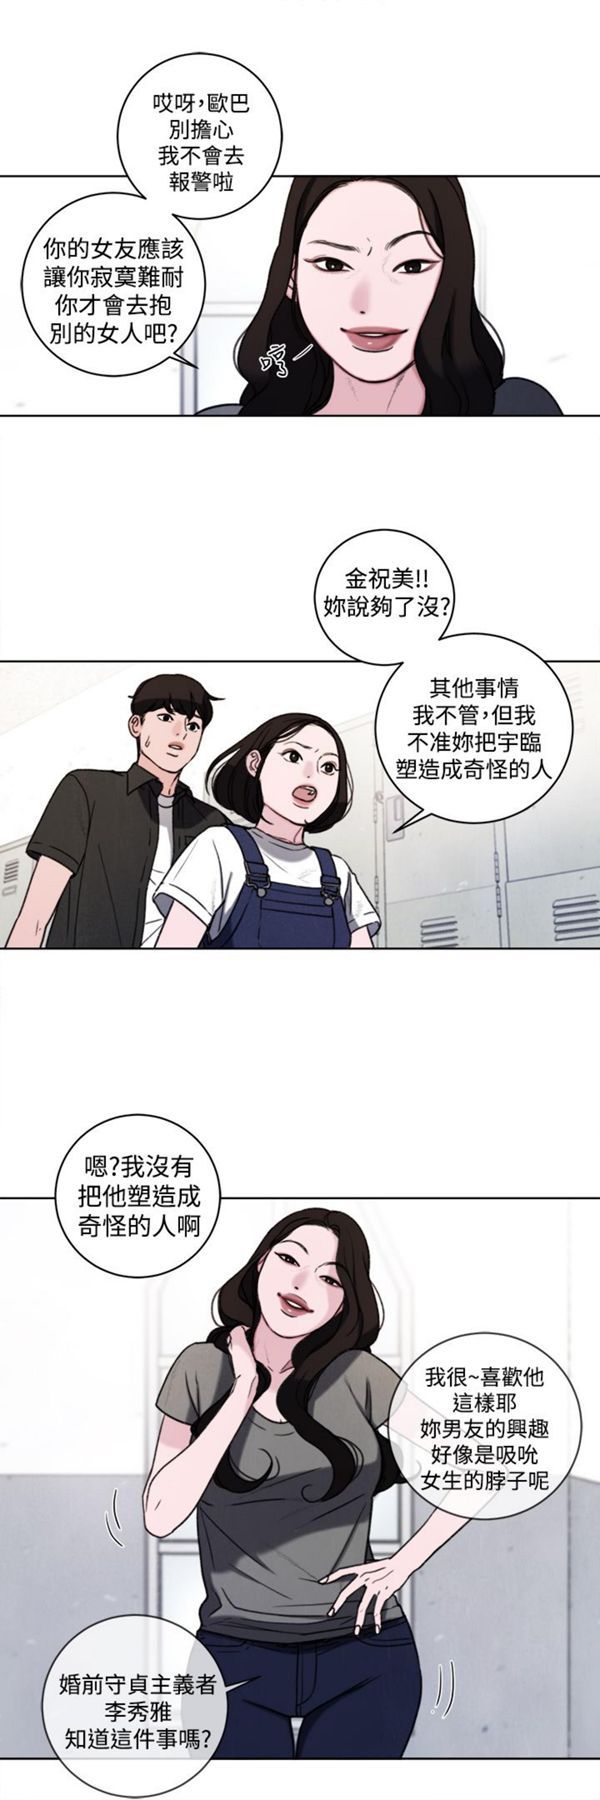 哎呀，歐巴
別擔心
我不會去
報警啦
你的女友應該
讓你寂寞難耐
你才會去抱
別的女人吧?
哼
金祝美!!
妳說夠了沒?
其他事情
我不管，但我
不准妳把宇臨
塑造成奇怪的人
嗯?我沒有
把他塑造成
奇怪的人啊
我很~喜歡他
這樣耶
妳男友的興趣
好像是吸吮
女生的脖子呢
婚前守貞主義者
李秀雅
知道這件事嗎?